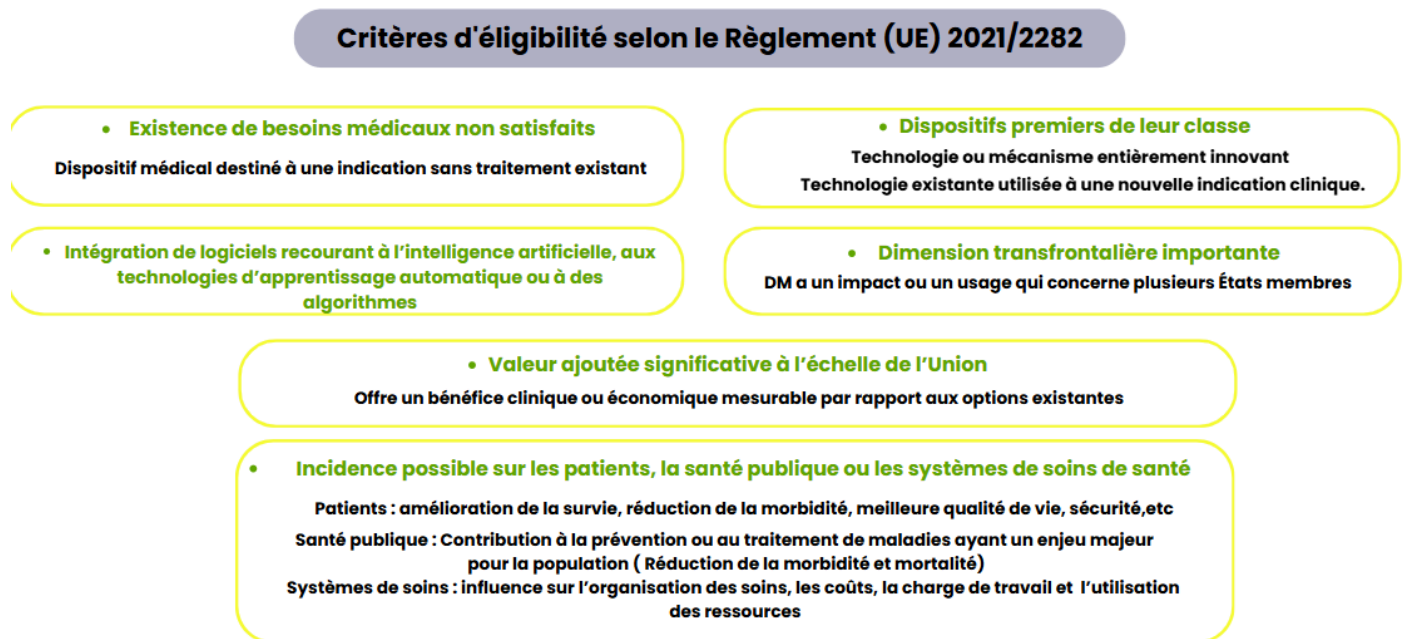 Critères d'éligibilité selon le Règlement (UE) 2021/2282
• Existence de besoins médicaux non satisfaits
Dispositif médical destiné à une indication sans traitement existant
• Dispositifs premiers de leur classe
Technologie ou mécanisme entièrement innovant
Technologie existante utilisée à une nouvelle indication clinique.
• Intégration de logiciels recourant à l'intelligence artificielle, aux
technologies d'apprentissage automatique ou à des
algorithmes
• Dimension transfrontalière importante
DM a un impact ou un usage qui concerne plusieurs États membres
• Valeur ajoutée significative à l'échelle de l'Union
Offre un bénéfice clinique ou économique mesurable par rapport aux options existantes
• Incidence possible sur les patients, la santé publique ou les systèmes de soins de santé
Patients : amélioration de la survie, réduction de la morbidité, meilleure qualité de vie, sécurité,etc
Santé publique : Contribution à la prévention ou au traitement de maladies ayant un enjeu majeur
pour la population ( Réduction de la morbidité et mortalité)
Systèmes de soins : influence sur l'organisation des soins, les coûts, la charge de travail et l'utilisation
des ressources